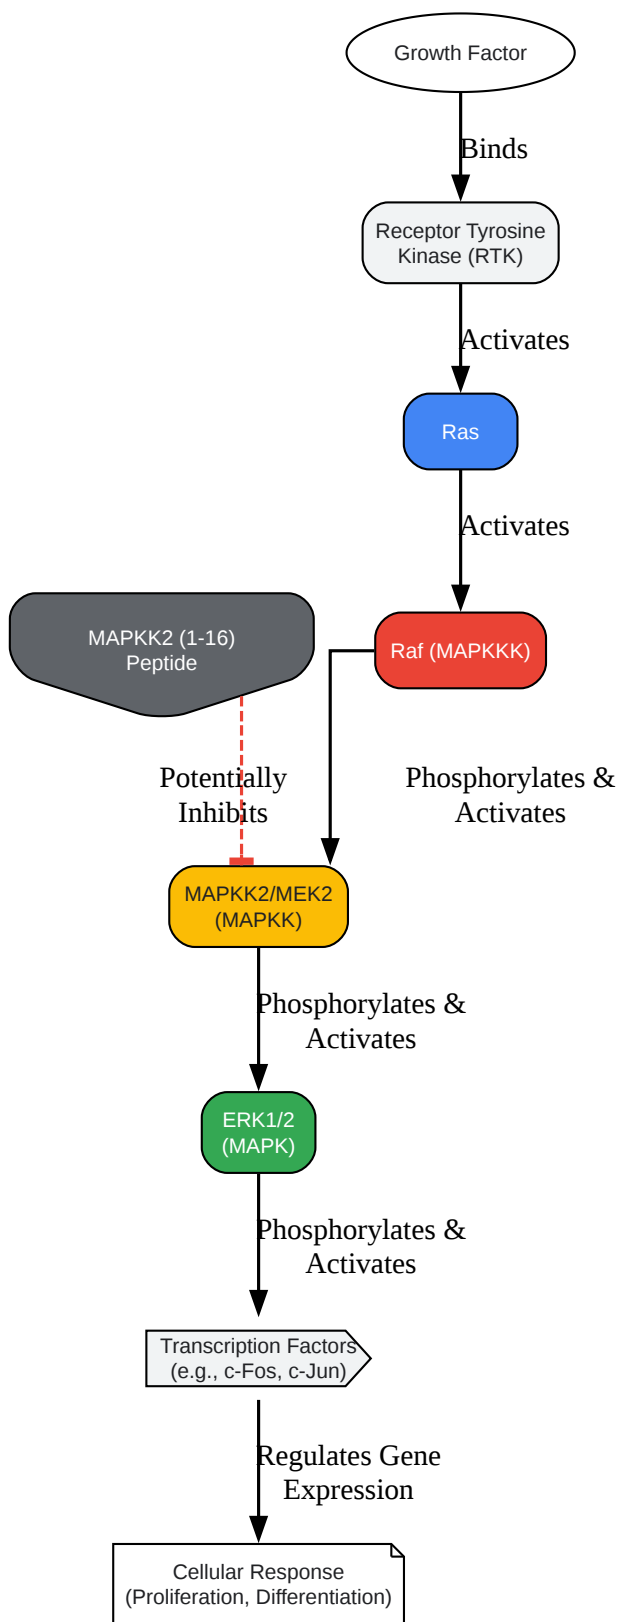 Growth Factor
Binds
Receptor Tyrosine
Kinase (RTK)
Activates
Ras
Activates
MAPKK2 (1-16)
Peptide
Raf (MAPKKK)
Potentially
Inhibits
Phosphorylates &
Activates
MAPKK2/MEK2
(MAPKK)
Phosphorylates &
Activates
ERK1/2
(MAPK)
Phosphorylates &
Activates
Transcription Factors
(e.g., c-Fos, c-Jun)
Regulates Gene
Expression
Cellular Response
(Proliferation, Differentiation)